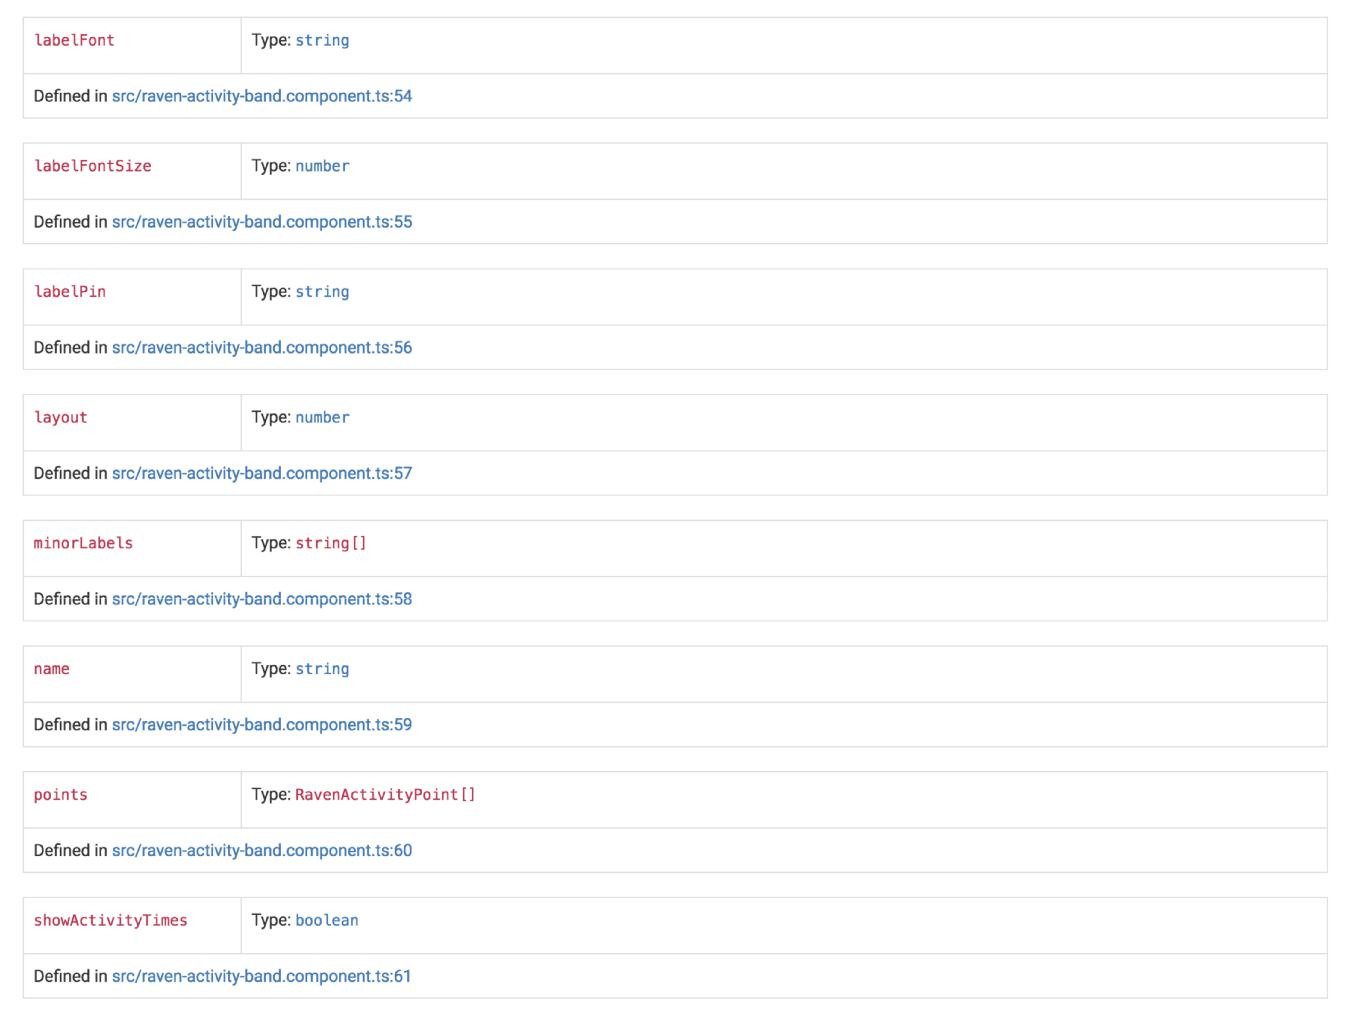 labelFont Type: string
Defined in src/raven-activity-band.component.ts:54
labelFontSize Type: number
Defined in src/raven-activity-band.component.ts:55
labelPin Type: string
Defined in src/raven-activity-band.component.ts:56
layout Type: number
Defined in src/raven-activity-band.component.ts:57
minorLabels Type: string[]
Defined in src/raven-activity-band.component.ts:58
name Type: string
Defined in src/raven-activity-band.component.ts:59
points Type: RavenActivityPoint[]
Defined in src/raven-activity-band.component.ts:60
showActivityTimes Type: boolean
Defined in src/raven-activity-band.component.ts:61